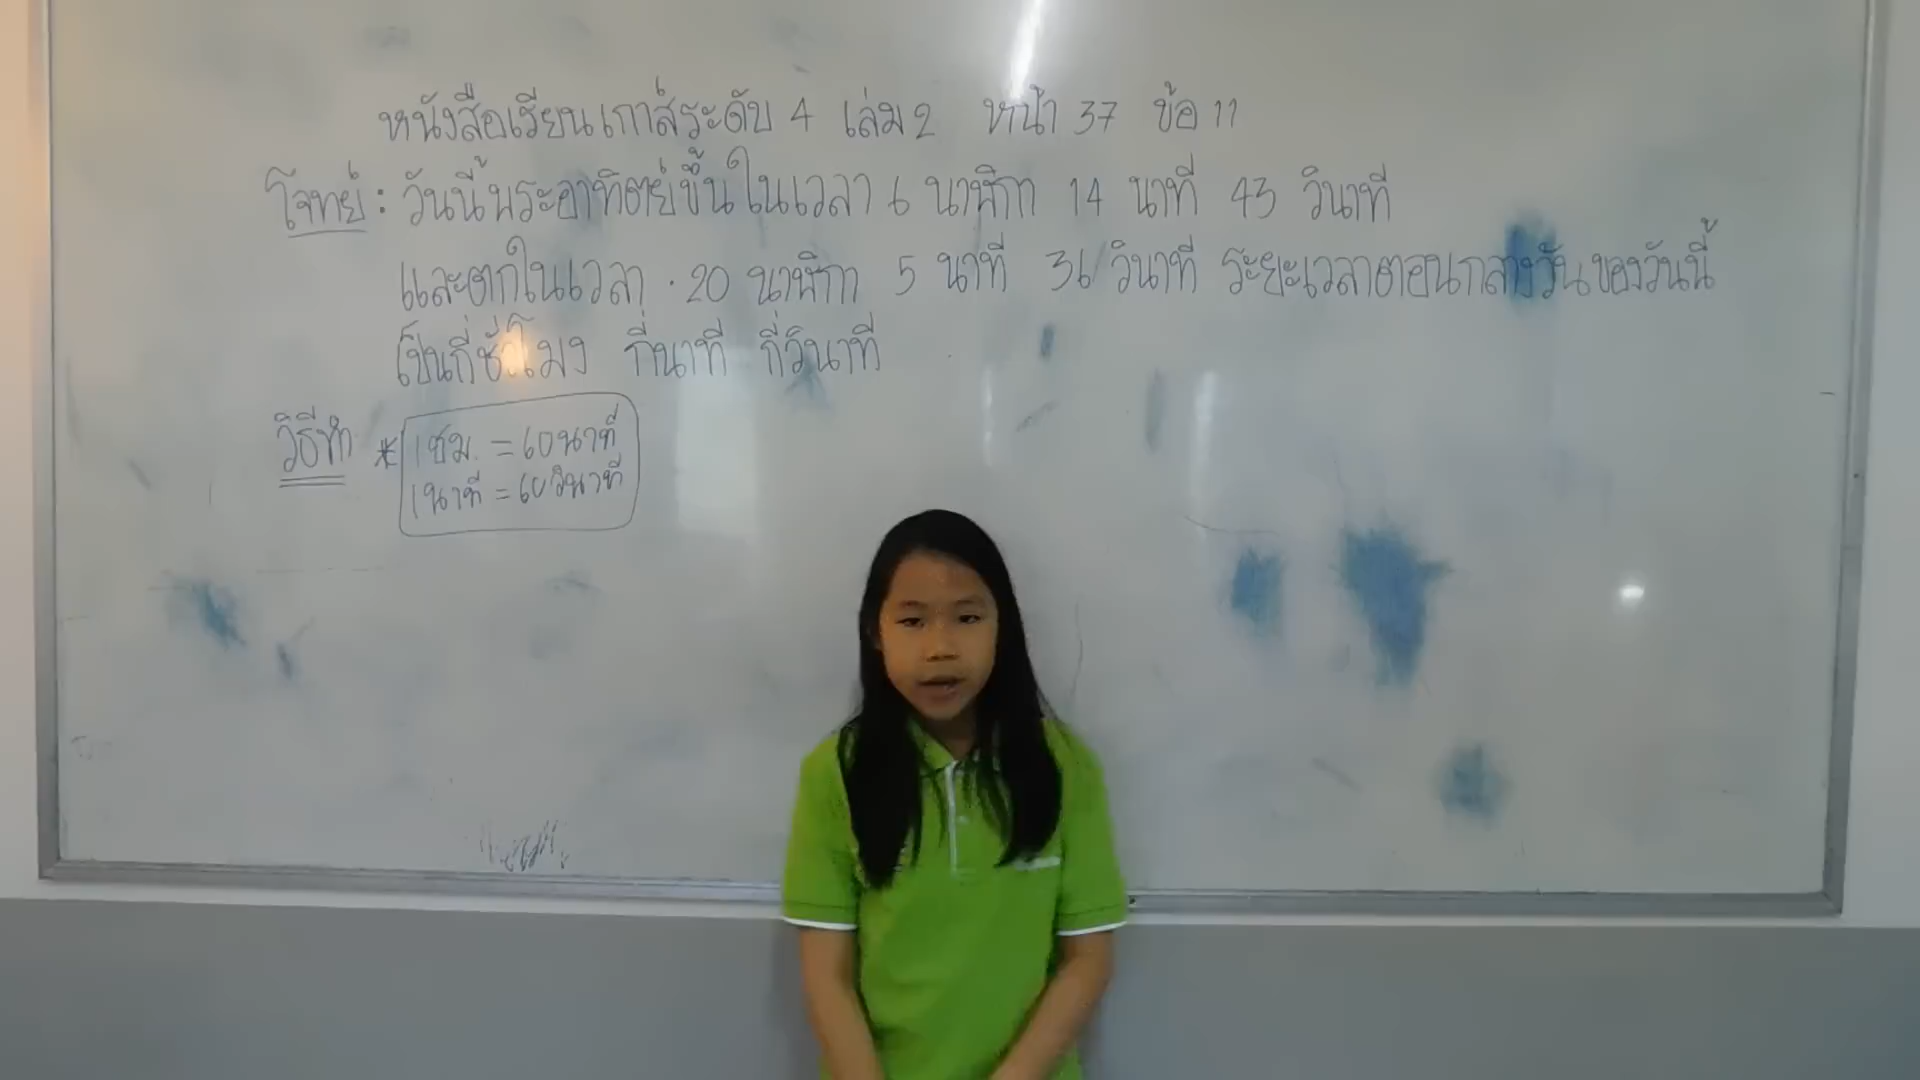 หนังสือเรียนเกาส์ระดับ 4 เล่ม 2 หน้า 37 ข้อ 11
โจทย์ : วันนี้พระอาทิตย์ขึ้นในเวลา 6 นาฬิกา 14 นาที 43 วินาที
และตกในเวลา 20 นาฬิกา 5 นาที 36 วินาที ระยะเวลาตอนกลางวันของวันนี้
เป็นกี่ชั่วโมง กี่นาที กี่วินาที
วิธีทำ * 1 ชม. = 60 นาที
1 นาที = 60 วินาที